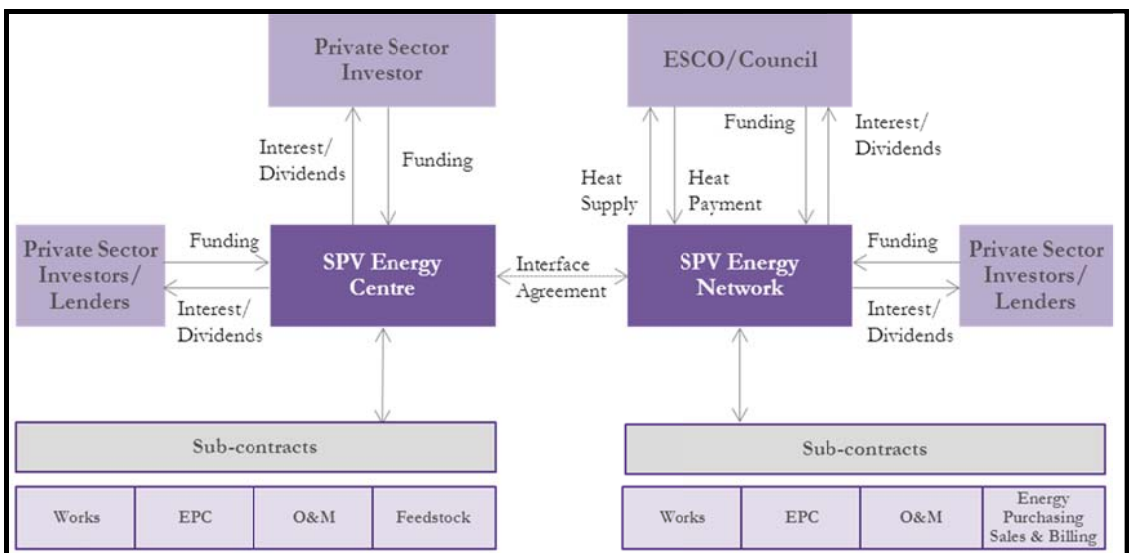 Private Sector
Investor
ESCO/Council
Interest/
Dividends
Funding
Funding
Interest/
Dividends
Heat
Supply
Heat
Payment
Private Sector
Investors/
Lenders
Funding
Interest/
Dividends
SPV Energy
Centre
Interface
Agreement
SPV Energy
Network
Funding
Interest/
Dividends
Private Sector
Investors/
Lenders
Sub-contracts
Works
EPC
O&M
Feedstock
Sub-contracts
Works
EPC
O&M
Energy
Purchasing
Sales & Billing